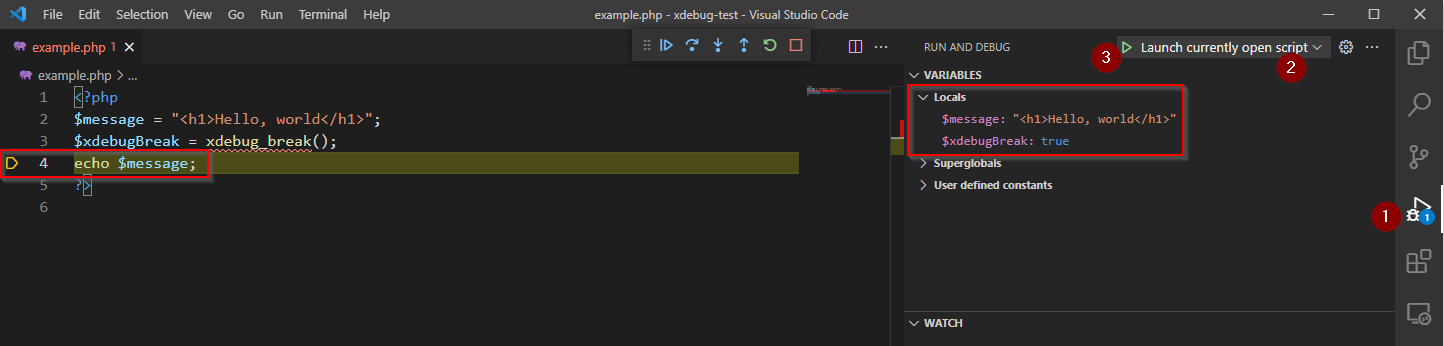 File Edit Selection View Go Run Terminal Help
example.php - xdebug-test - Visual Studio Code
example.php 1
example.php > ...
1 <?php
2 $message = "<h1>Hello, world</h1>";
3 $xdebugBreak = xdebug_break();
4 echo $message;
5 ?>
6
RUN AND DEBUG
3
Launch currently open script
2
VARIABLES
Locals
$message: "<h1>Hello, world</h1>"
$xdebugBreak: true
Superglobals
User defined constants
WATCH
1
1